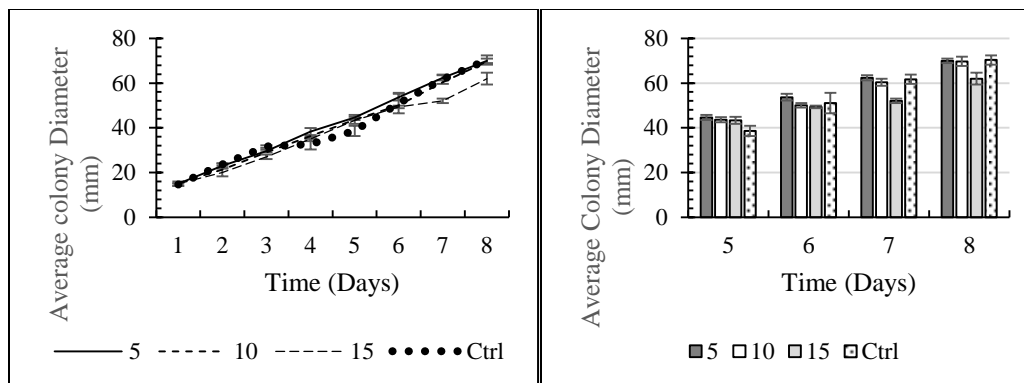 Average colony Diameter
(mm)
80
60
40
20
0
1 2 3 4 5 6 7 8
Time (Days)
5 10 15 Ctrl
Average Colony Diameter
(mm)
80
60
40
20
0
5 6 7 8
Time (Days)
5 10 15 Ctrl